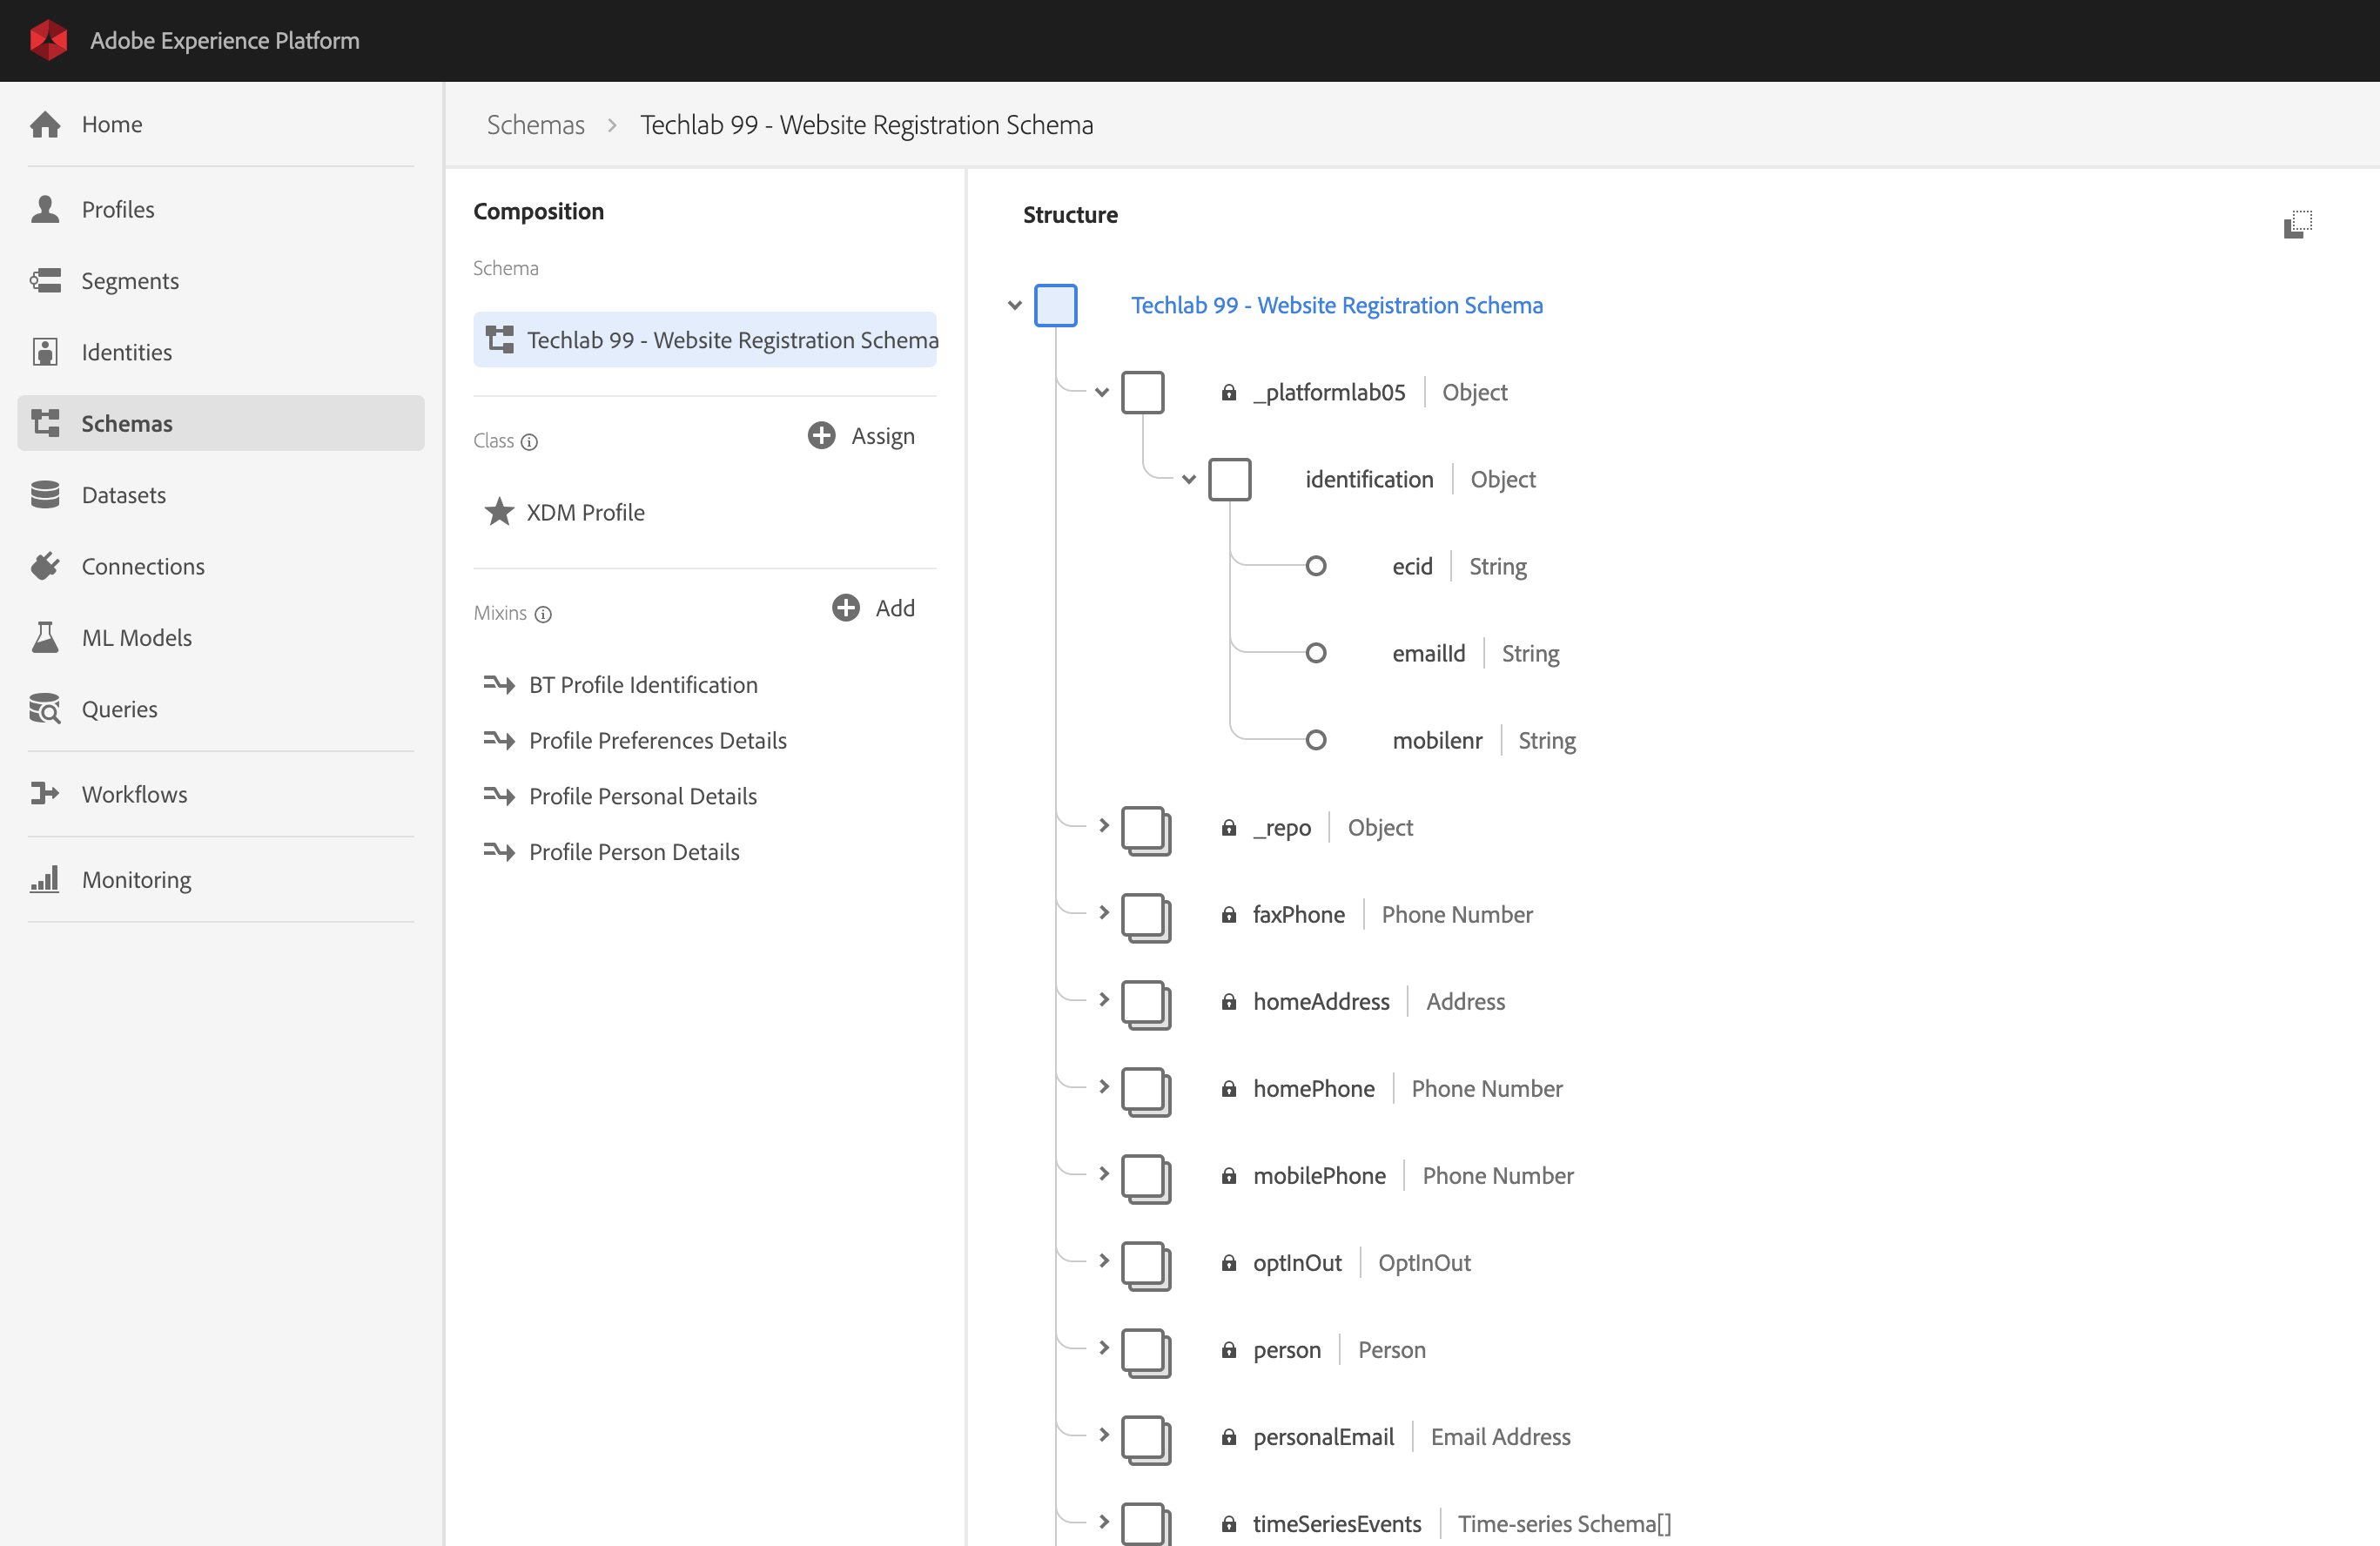 Adobe Experience Platform
Home
Profiles
Segments
Identities
Schemas
Datasets
Connections
ML Models
Queries
Workflows
Monitoring
Schemas > Techlab 99 - Website Registration Schema
Composition
Schema
Techlab 99 - Website Registration Schema
Class
Assign
XDM Profile
Mixins
Add
BT Profile Identification
Profile Preferences Details
Profile Personal Details
Profile Person Details
Structure
Techlab 99 - Website Registration Schema
_platformlab05 | Object
identification | Object
ecid | String
emailId | String
mobilenr | String
_repo | Object
faxPhone | Phone Number
homeAddress | Address
homePhone | Phone Number
mobilePhone | Phone Number
optInOut | OptInOut
person | Person
personalEmail | Email Address
timeSeriesEvents | Time-series Schema[]